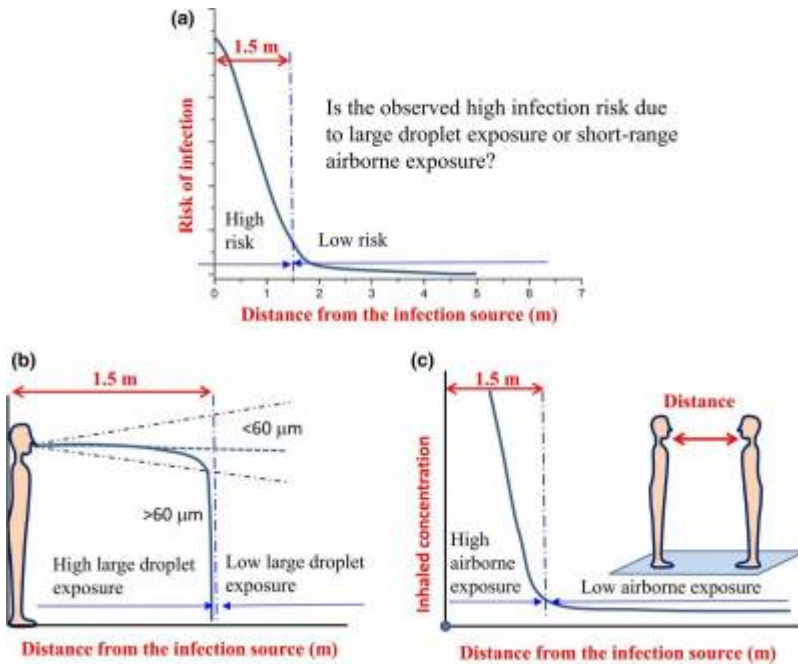 (a)
1.5 m
Is the observed high infection risk due
to large droplet exposure or short-range
airborne exposure?
Risk of infection
High
risk
Low risk
0 1 2 3 4 5 6 7
Distance from the infection source (m)
(b)
1.5 m
<60 μm
>60 μm
High large droplet
exposure
Low large droplet
exposure
Distance from the infection source (m)
(c)
1.5 m
Distance
Inhaled concentration
High
airborne
exposure
Low airborne exposure
Distance from the infection source (m)